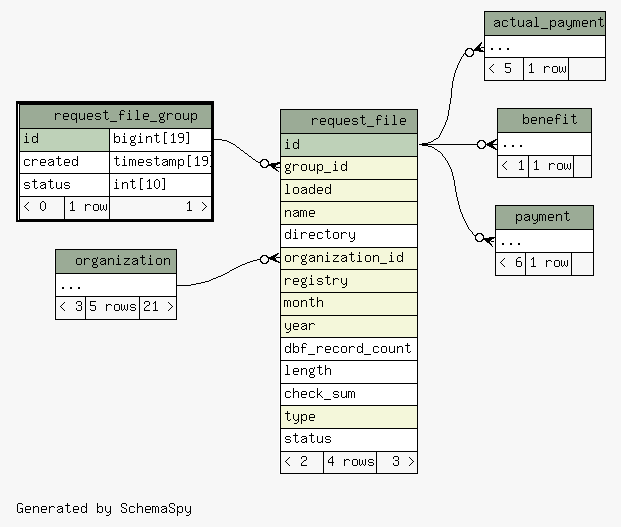 actual_payment
...
< 5 1 row
request_file_group
id bigint[19]
created timestamp[19]
status int[10]
< 0 1 row 1 >
request_file
id
group_id
loaded
name
directory
organization_id
registry
month
year
dbf_record_count
length
check_sum
type
status
< 2 4 rows 3 >
benefit
...
< 1 1 row
payment
...
< 6 1 row
organization
...
< 3 5 rows 21 >
Generated by SchemaSpy